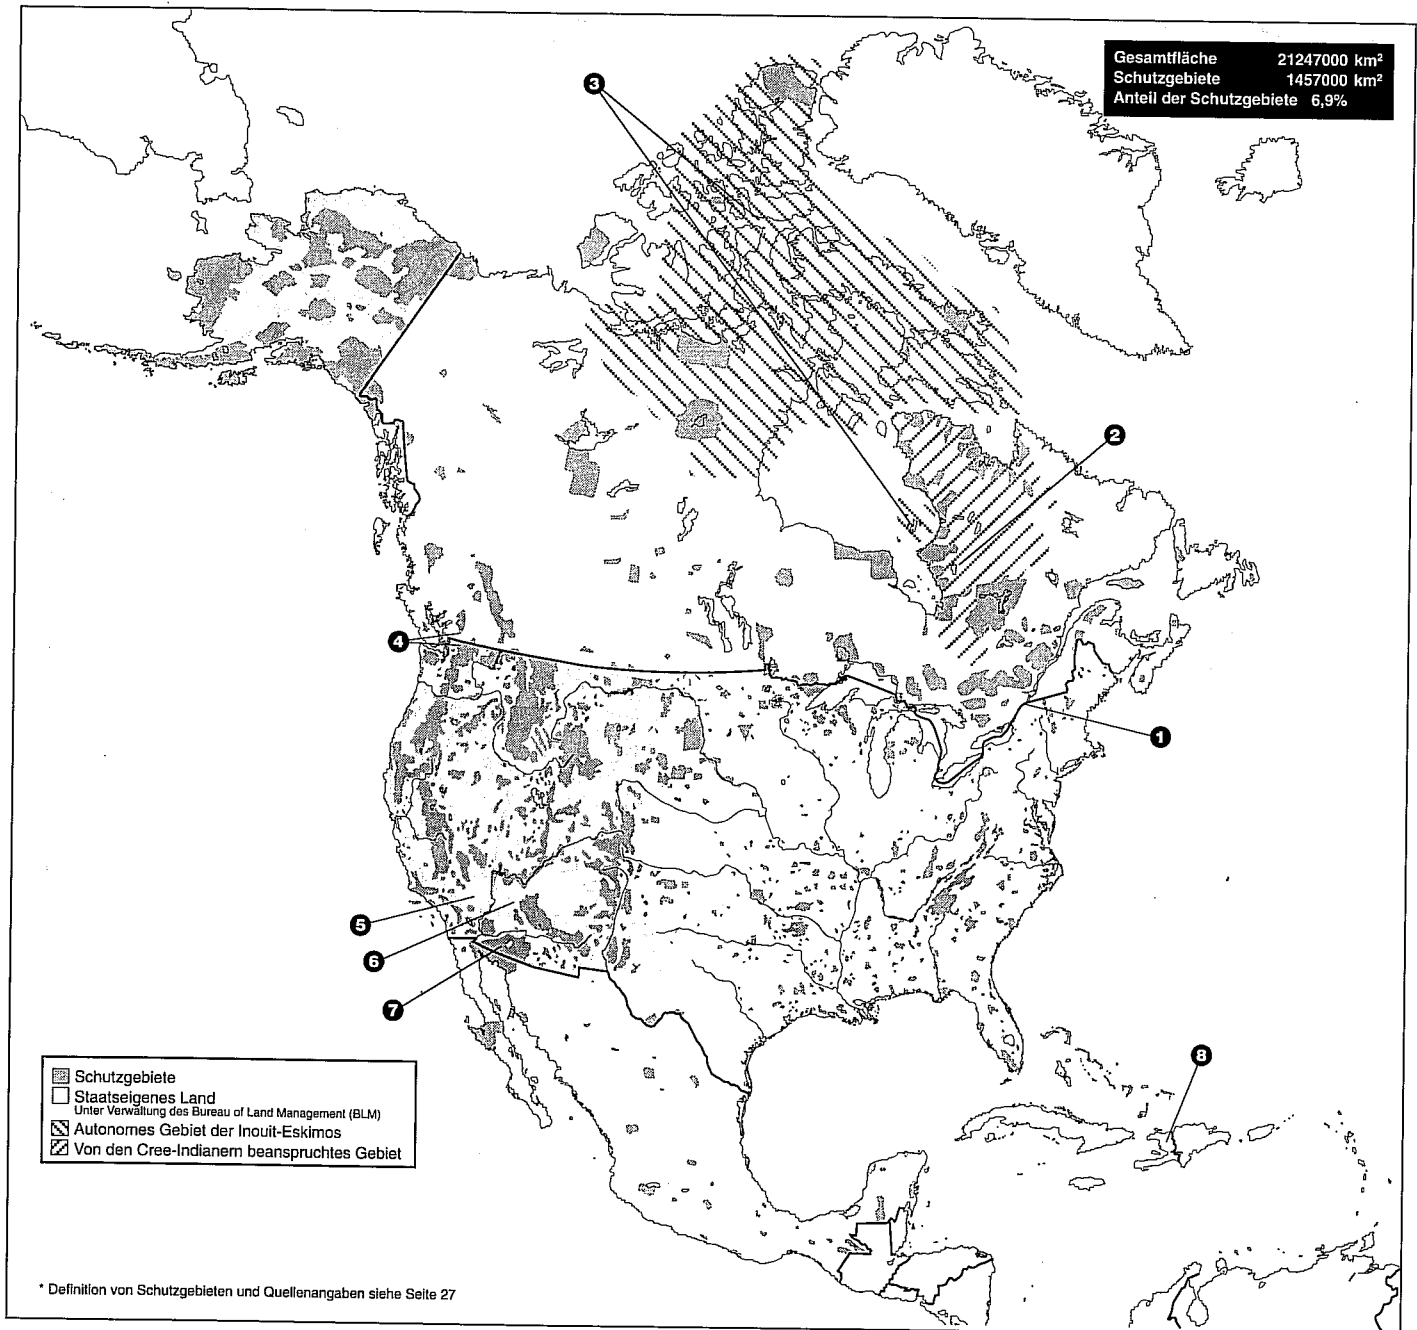 Gesamtfläche 21247000 km²
Schutzgebiete 1457000 km²
Anteil der Schutzgebiete 6,9%
3
2
4
1
5
6
7
8
Schutzgebiete
Staatseigenes Land
Unter Verwaltung des Bureau of Land Management (BLM)
Autonomes Gebiet der Inouit-Eskimos
Von den Cree-Indianern beanspruchtes Gebiet
* Definition von Schutzgebieten und Quellenangaben siehe Seite 27